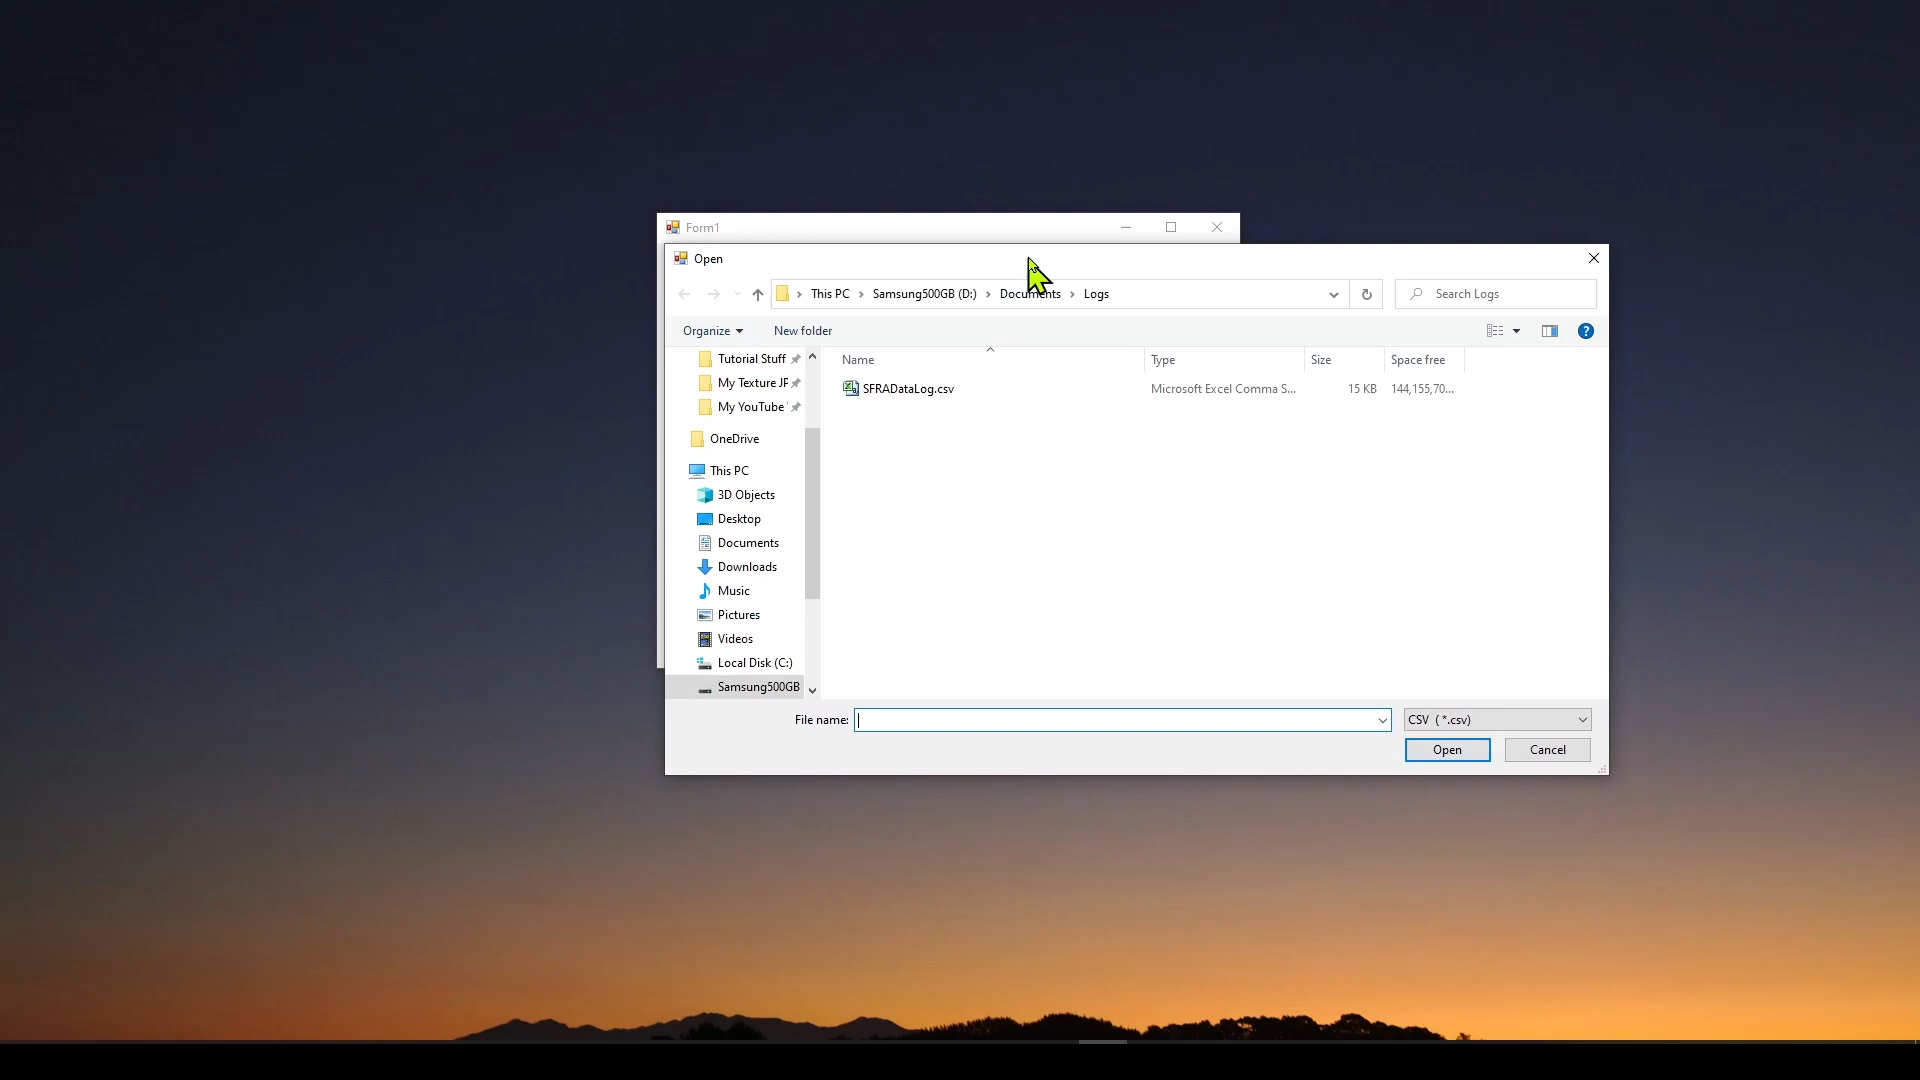 Form1
Open
This PC > Samsung500GB (D:) > Documents > Logs
Search Logs
Organize
New folder
Name Type Size Space free
SFRADataLog.csv Microsoft Excel Comma S... 15 KB 144,155,70...
Tutorial Stuff
My Texture JF
My YouTube
OneDrive
This PC
3D Objects
Desktop
Documents
Downloads
Music
Pictures
Videos
Local Disk (C:)
Samsung500GB
File name:
CSV ( *.csv)
Open
Cancel